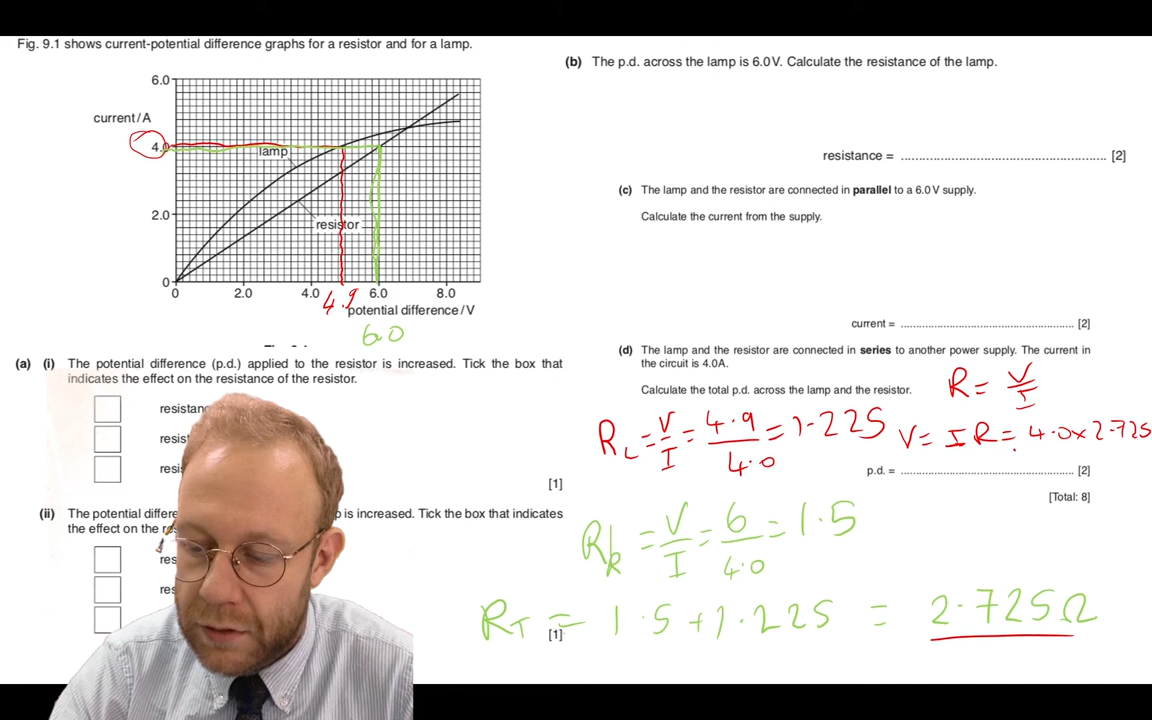 Fig. 9.1 shows current-potential difference graphs for a resistor and for a lamp.
6.0
current/A
4.0
lamp
2.0
resistor
0
0 2.0 4.0 6.0 8.0
4.9
potential difference/V
6.0
(a) (i) The potential difference (p.d.) applied to the resistor is increased. Tick the box that
indicates the effect on the resistance of the resistor.
[1]
(ii) The potential
is increased. Tick the box that indicates
the effect on the
[1]
(b) The p.d. across the lamp is 6.0V. Calculate the resistance of the lamp.
resistance = ........................................................ [2]
(c) The lamp and the resistor are connected in parallel to a 6.0V supply.
Calculate the current from the supply.
current = ........................................................ [2]
(d) The lamp and the resistor are connected in series to another power supply. The current in
the circuit is 4.0A.
Calculate the total p.d. across the lamp and the resistor.
R = V/I
RL = V/I = 4.9/4.0 = 1.225
V = IR = 4.0 x 2.725
p.d. = ........................................................ [2]
[Total: 8]
Rk = V/I = 6/4.0 = 1.5
RT = 1.5 + 1.225 = 2.725Ω